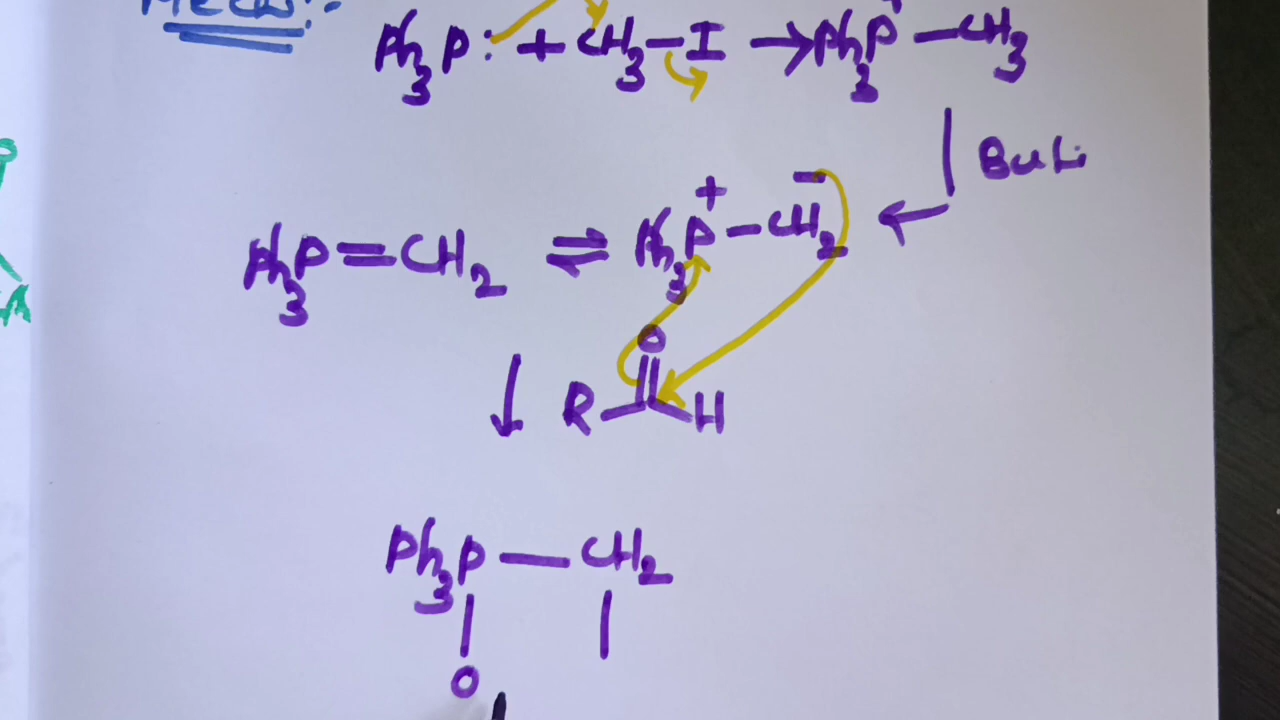 Mech:-
Ph₃P: + CH₃–I → Ph₃P⁺–CH₃
BuLi
Ph₃P=CH₂ ⇌ Ph₃P⁺–CH₂⁻
O
R H
Ph₃P–CH₂
O